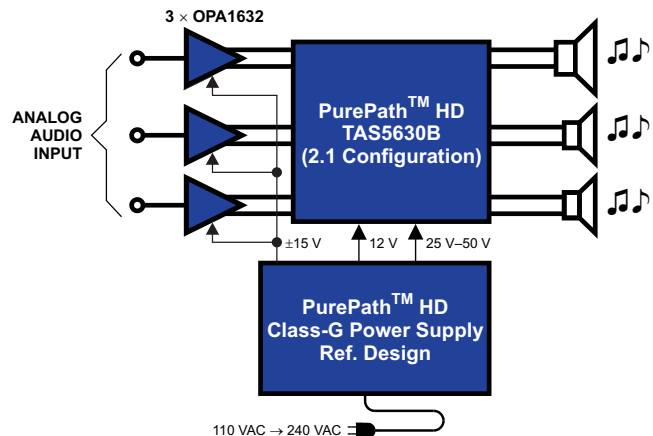 3 × OPA1632
ANALOG
AUDIO
INPUT
PurePath™ HD
TAS5630B
(2.1 Configuration)
±15 V
12 V
25 V–50 V
PurePath™ HD
Class-G Power Supply
Ref. Design
110 VAC → 240 VAC